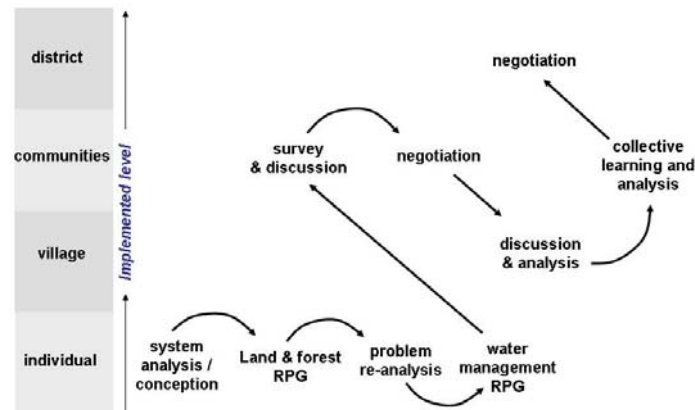 district
communities
village
individual
Implemented level
negotiation
survey
& discussion
negotiation
collective
learning and
analysis
discussion
& analysis
system
analysis /
conception
Land & forest
RPG
problem
re-analysis
water
management
RPG